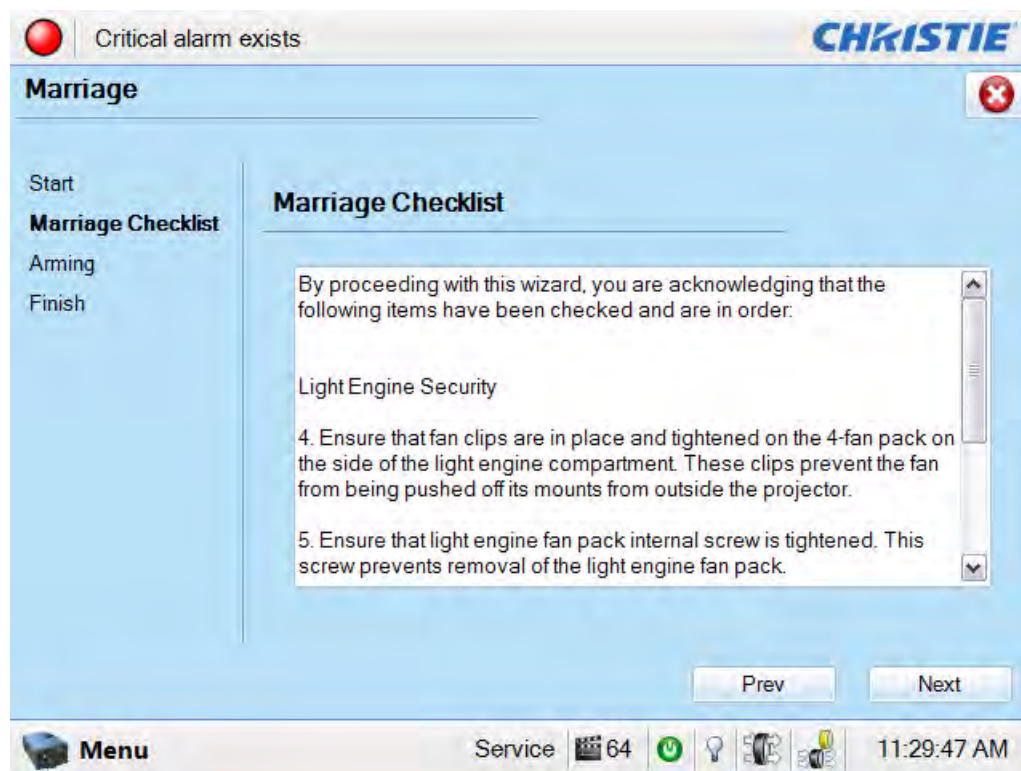 Critical alarm exists
CHRISTIE
Marriage
Start
Marriage Checklist
Arming
Finish
Marriage Checklist
By proceeding with this wizard, you are acknowledging that the
following items have been checked and are in order:
Light Engine Security
4. Ensure that fan clips are in place and tightened on the 4-fan pack on
the side of the light engine compartment. These clips prevent the fan
from being pushed off its mounts from outside the projector.
5. Ensure that light engine fan pack internal screw is tightened. This
screw prevents removal of the light engine fan pack.
Prev
Next
Menu
Service
64
11:29:47 AM